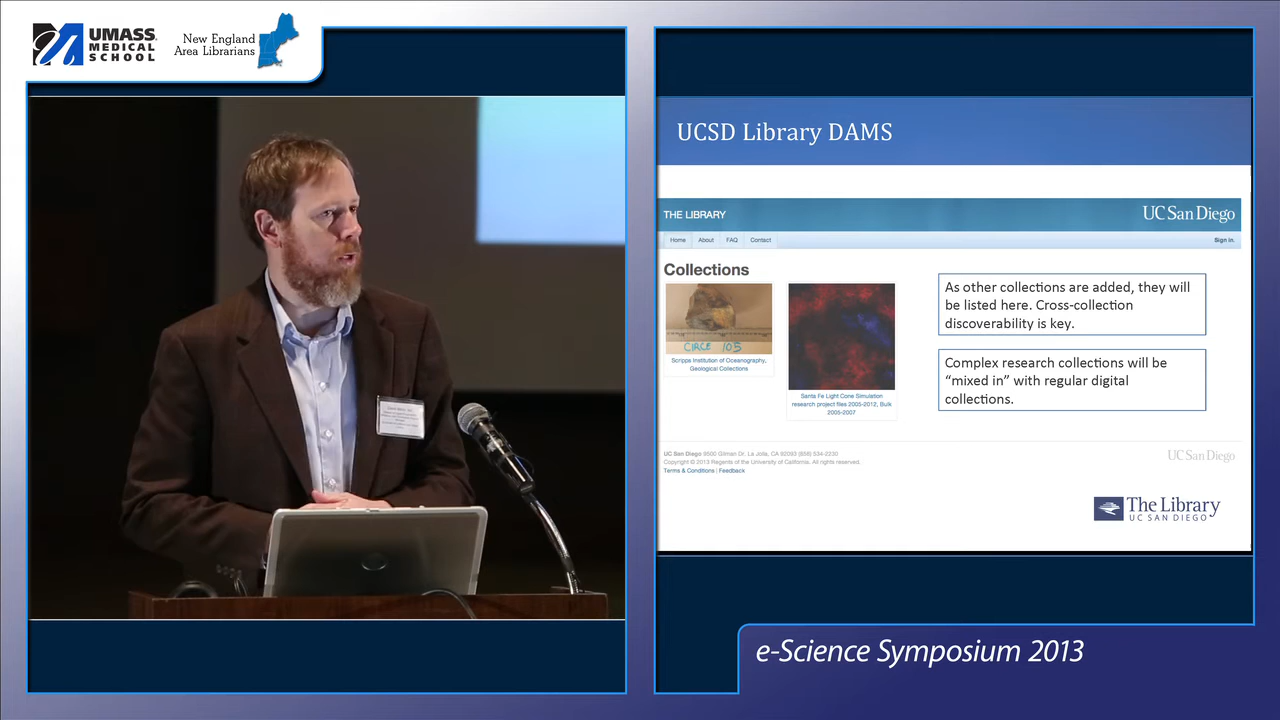 UMASS
MEDICAL
SCHOOL
New England
Area Librarians
UCSD Library DAMS
THE LIBRARY
UC San Diego
Home
About
FAQ
Contact
Sign in.
Collections
CIRCE 105
Scripps Institution of Oceanography,
Geological Collections
Santa Fe Light Cone Simulation
research project files 2005-2012, Bulk
2005-2007
As other collections are added, they will
be listed here. Cross-collection
discoverability is key.
Complex research collections will be
“mixed in” with regular digital
collections.
UC San Diego 9500 Gilman Dr. La Jolla, CA 92093 (858) 534-2230
Copyright © 2013 Regents of the University of California. All rights reserved.
Terms & Conditions | Feedback
UC San Diego
The Library
UC SAN DIEGO
e-Science Symposium 2013